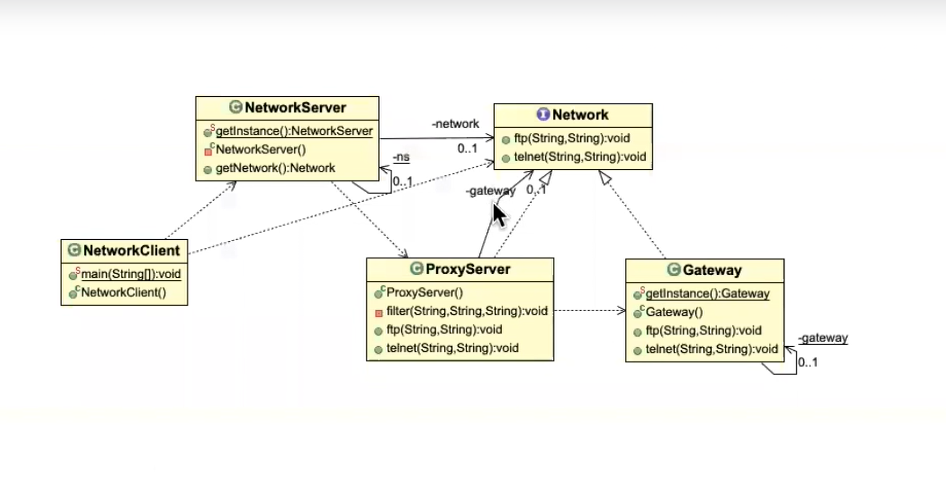 NetworkServer
getInstance():NetworkServer
NetworkServer()
getNetwork():Network
-network
0..1
-ns
0..1
Network
ftp(String,String):void
telnet(String,String):void
-gateway
0..1
NetworkClient
main(String[]):void
NetworkClient()
ProxyServer
ProxyServer()
filter(String,String,String):void
ftp(String,String):void
telnet(String,String):void
Gateway
getInstance():Gateway
Gateway()
ftp(String,String):void
telnet(String,String):void
-gateway
0..1